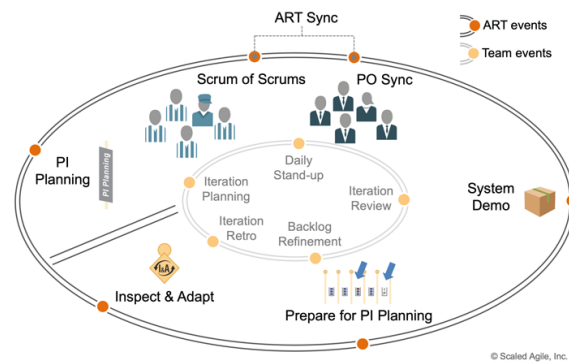 ART Sync
ART events
Team events
Scrum of Scrums
PO Sync
PI
Planning
PI Planning
Daily
Stand-up
Iteration
Planning
Iteration
Review
System
Demo
Iteration
Retro
Backlog
Refinement
I&A
Inspect & Adapt
Prepare for PI Planning
© Scaled Agile, Inc.